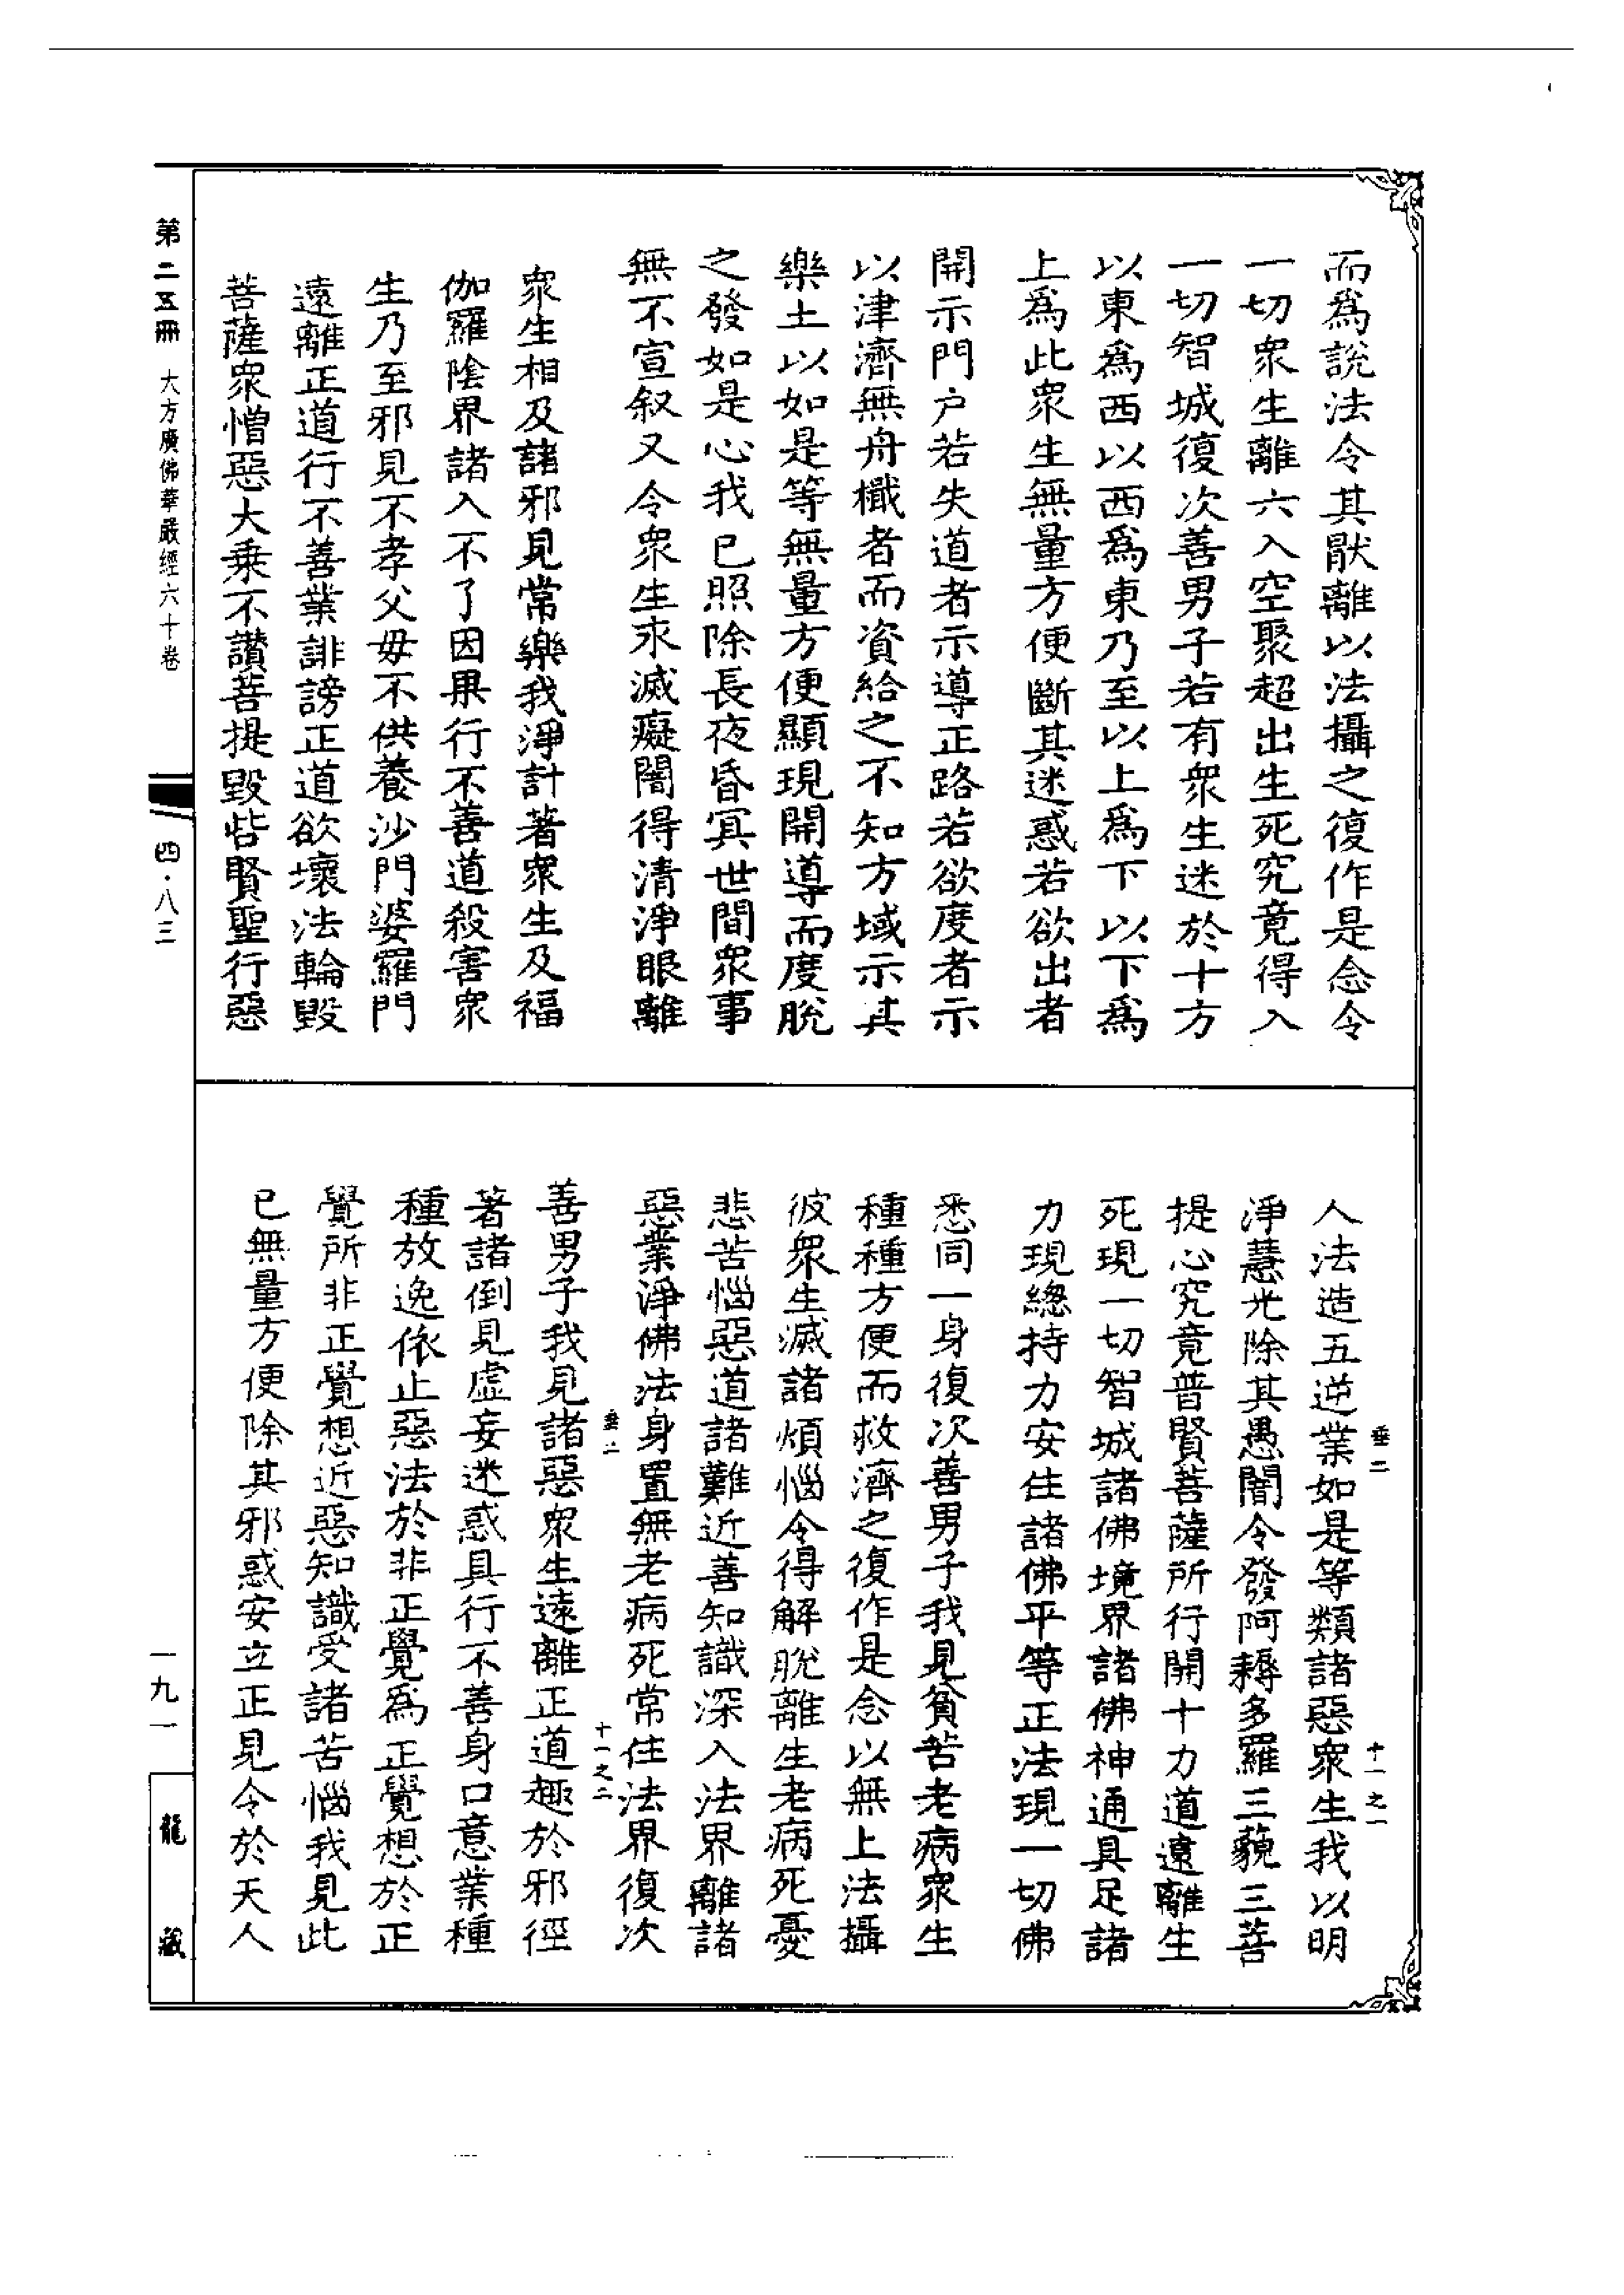 而為說法令其猒離以法攝之復作是念令
一切衆生離六入空聚超出生死究竟得入
一切智城復次善男子若有衆生迷於十方
以東為西以西為東乃至以上為下以下為
上為此衆生無量方便斷其迷惑若欲出者
開示門户若失道者示導正路若欲度者示
以津濟無舟檝者而資給之不知方域示其
樂土以如是等無量方便顯現開導而度脫
之發如是心我已照除長夜昏冥世間衆事
無不宣叙又令衆生永滅癡闇得清淨眼離
衆生相及諸邪見常樂我淨計著衆生及福
伽羅陰界諸入不了因果行不善道殺害衆
生乃至邪見不孝父母不供養沙門婆羅門
遠離正道行不善業誹謗正道欲壞法輪毀
菩薩衆憎惡大乘不讚菩提毀呰賢聖行惡
人法造五逆業如是等類諸惡衆生我以明
淨慧光除其愚闇令發阿耨多羅三藐三菩
提心究竟普賢菩薩所行開十力道遠離生
死現一切智城諸佛境界諸佛神通具足諸
力現總持力安住諸佛平等正法現一切佛
悉同一身復次善男子我見貧苦老病衆生
種種方便而救濟之復作是念以無上法攝
彼衆生滅諸煩惱令得解脫離生老病死憂
悲苦惱惡道諸難近善知識深入法界離諸
惡業淨佛法身置無老病死常住法界復次
善男子我見諸惡衆生遠離正道趣於邪徑
著諸倒見虛妄迷惑具行不善身口意業種
種放逸依止惡法於非正覺為正覺想於正
覺所非正覺想近惡知識受諸苦惱我見此
已無量方便除其邪惑安立正見令於天人
垂二
十一之一
垂二
十一之二
第二五冊 大方廣佛華嚴經六十卷
四·八三
一九一
龍藏